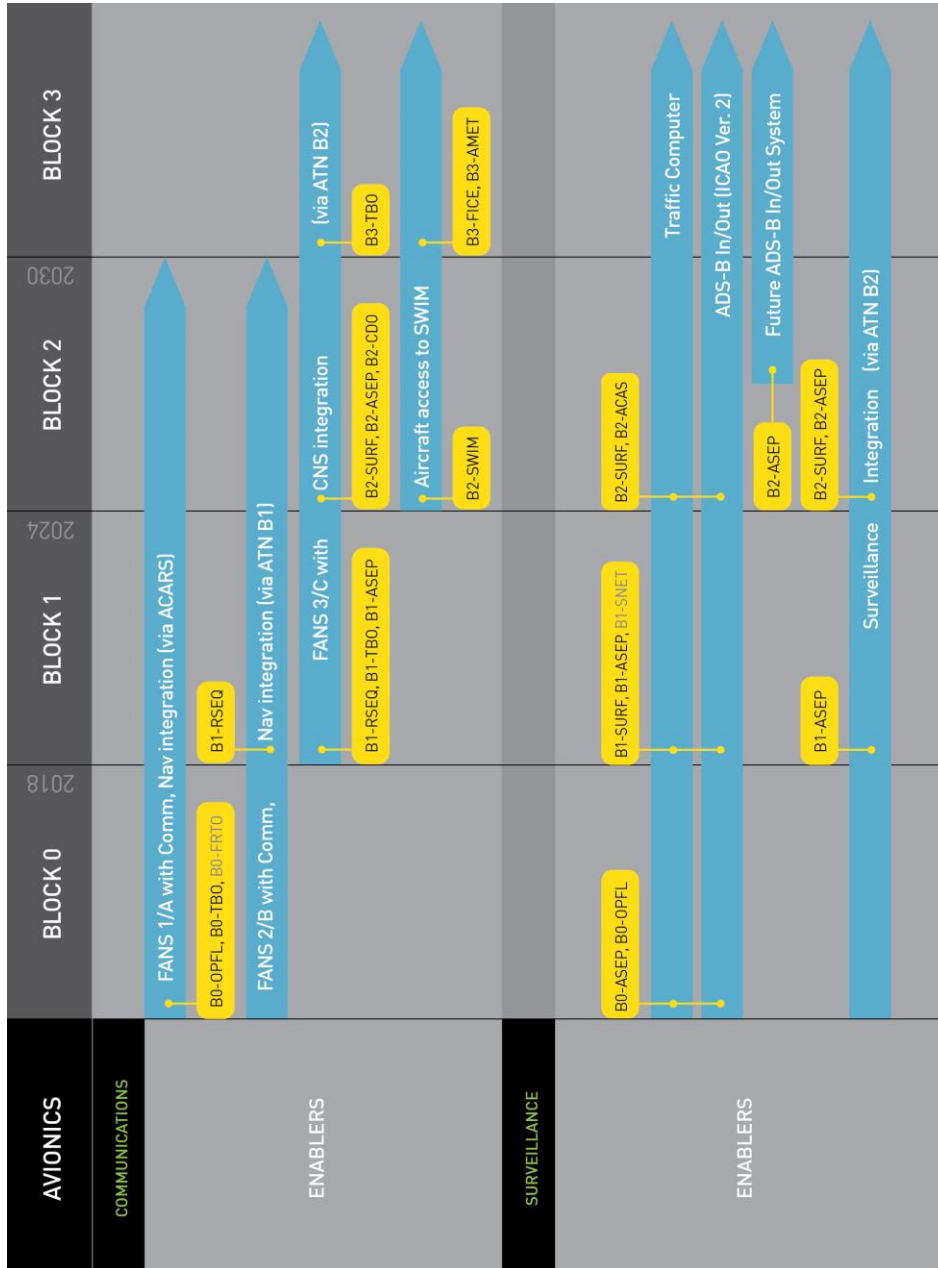 AVIONICS
BLOCK 0
2018
BLOCK 1
2024
BLOCK 2
2030
BLOCK 3
COMMUNICATIONS
ENABLERS
FANS 1/A with Comm, Nav integration (via ACARS)
B0-OPFL, B0-TBO, B0-FRTO
B1-RSEQ
FANS 2/B with Comm, Nav integration (via ATN B1)
FANS 3/C with CNS integration (via ATN B2)
B1-RSEQ, B1-TBO, B1-ASEP
B2-SURF, B2-ASEP, B2-CDO
B3-TBO
Aircraft access to SWIM
B2-SWIM
B3-FICE, B3-AMET
SURVEILLANCE
ENABLERS
B0-ASEP, B0-OPFL
B1-SURF, B1-ASEP, B1-SNET
B2-SURF, B2-ACAS
Traffic Computer
ADS-B In/Out (ICAO Ver. 2)
B2-ASEP
Future ADS-B In/Out System
B1-ASEP
B2-SURF, B2-ASEP
Surveillance Integration (via ATN B2)